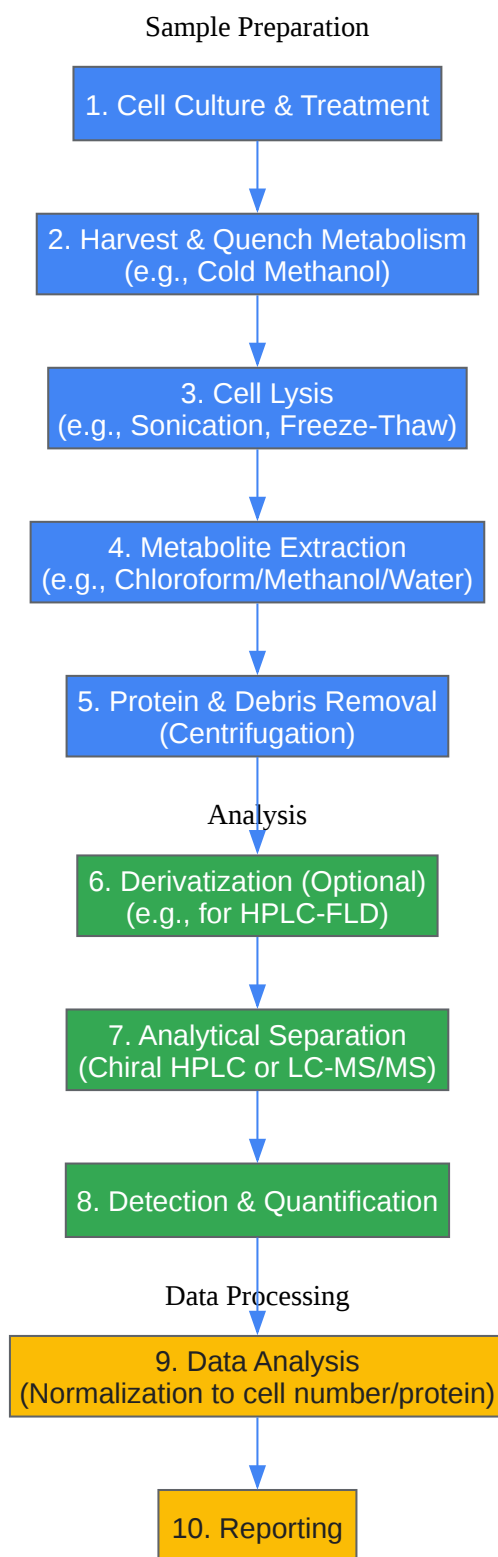 Sample Preparation
1. Cell Culture & Treatment
2. Harvest & Quench Metabolism
(e.g., Cold Methanol)
3. Cell Lysis
(e.g., Sonication, Freeze-Thaw)
4. Metabolite Extraction
(e.g., Chloroform/Methanol/Water)
5. Protein & Debris Removal
(Centrifugation)
Analysis
6. Derivatization (Optional)
(e.g., for HPLC-FLD)
7. Analytical Separation
(Chiral HPLC or LC-MS/MS)
8. Detection & Quantification
Data Processing
9. Data Analysis
(Normalization to cell number/protein)
10. Reporting